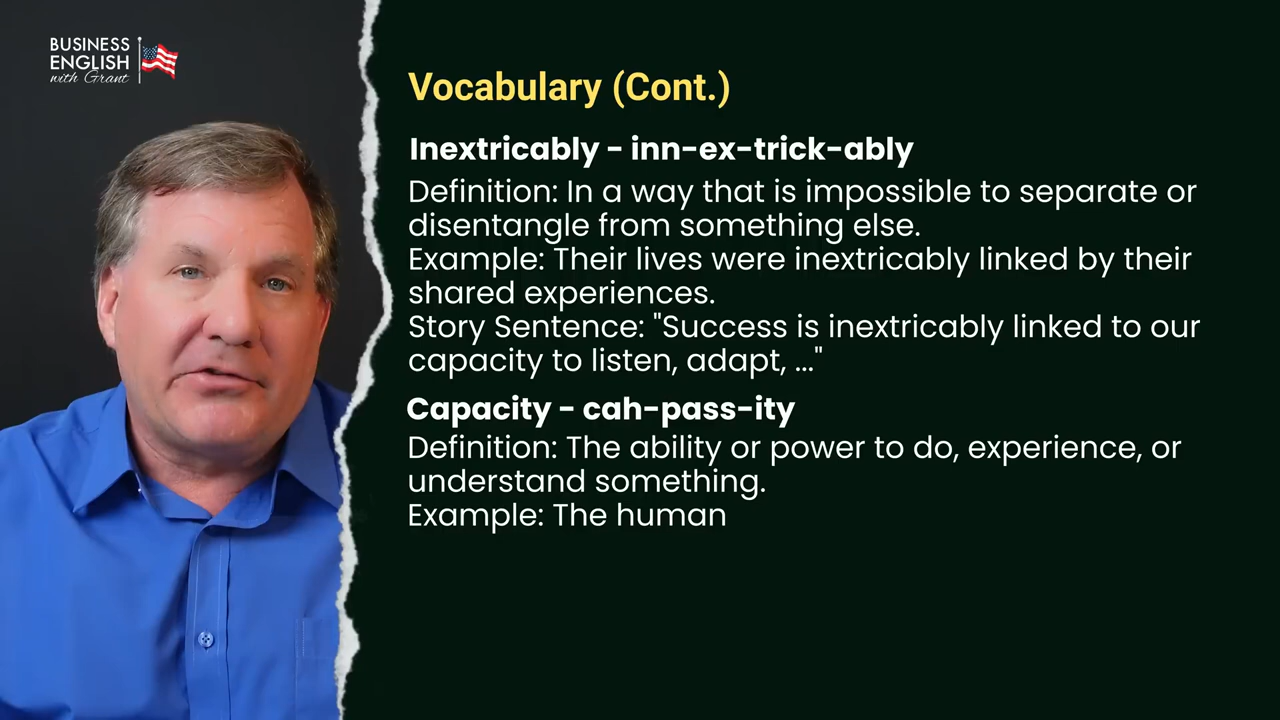 BUSINESS
ENGLISH
with Grant
Vocabulary (Cont.)
Inextricably - inn-ex-trick-ably
Definition: In a way that is impossible to separate or
disentangle from something else.
Example: Their lives were inextricably linked by their
shared experiences.
Story Sentence: "Success is inextricably linked to our
capacity to listen, adapt, ..."
Capacity - cah-pass-ity
Definition: The ability or power to do, experience, or
understand something.
Example: The human